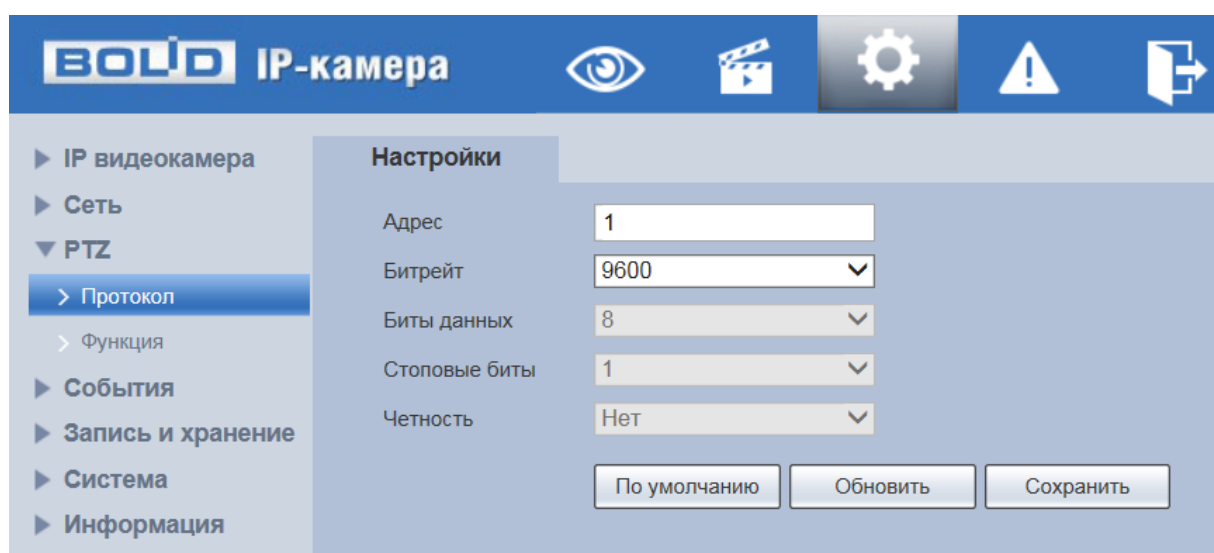 BOLID IP-камера
IP видеокамера
Сеть
PTZ
Протокол
Функция
События
Запись и хранение
Система
Информация
Настройки
Адрес 1
Битрейт 9600
Биты данных 8
Стоповые биты 1
Четность Нет
По умолчанию Обновить Сохранить